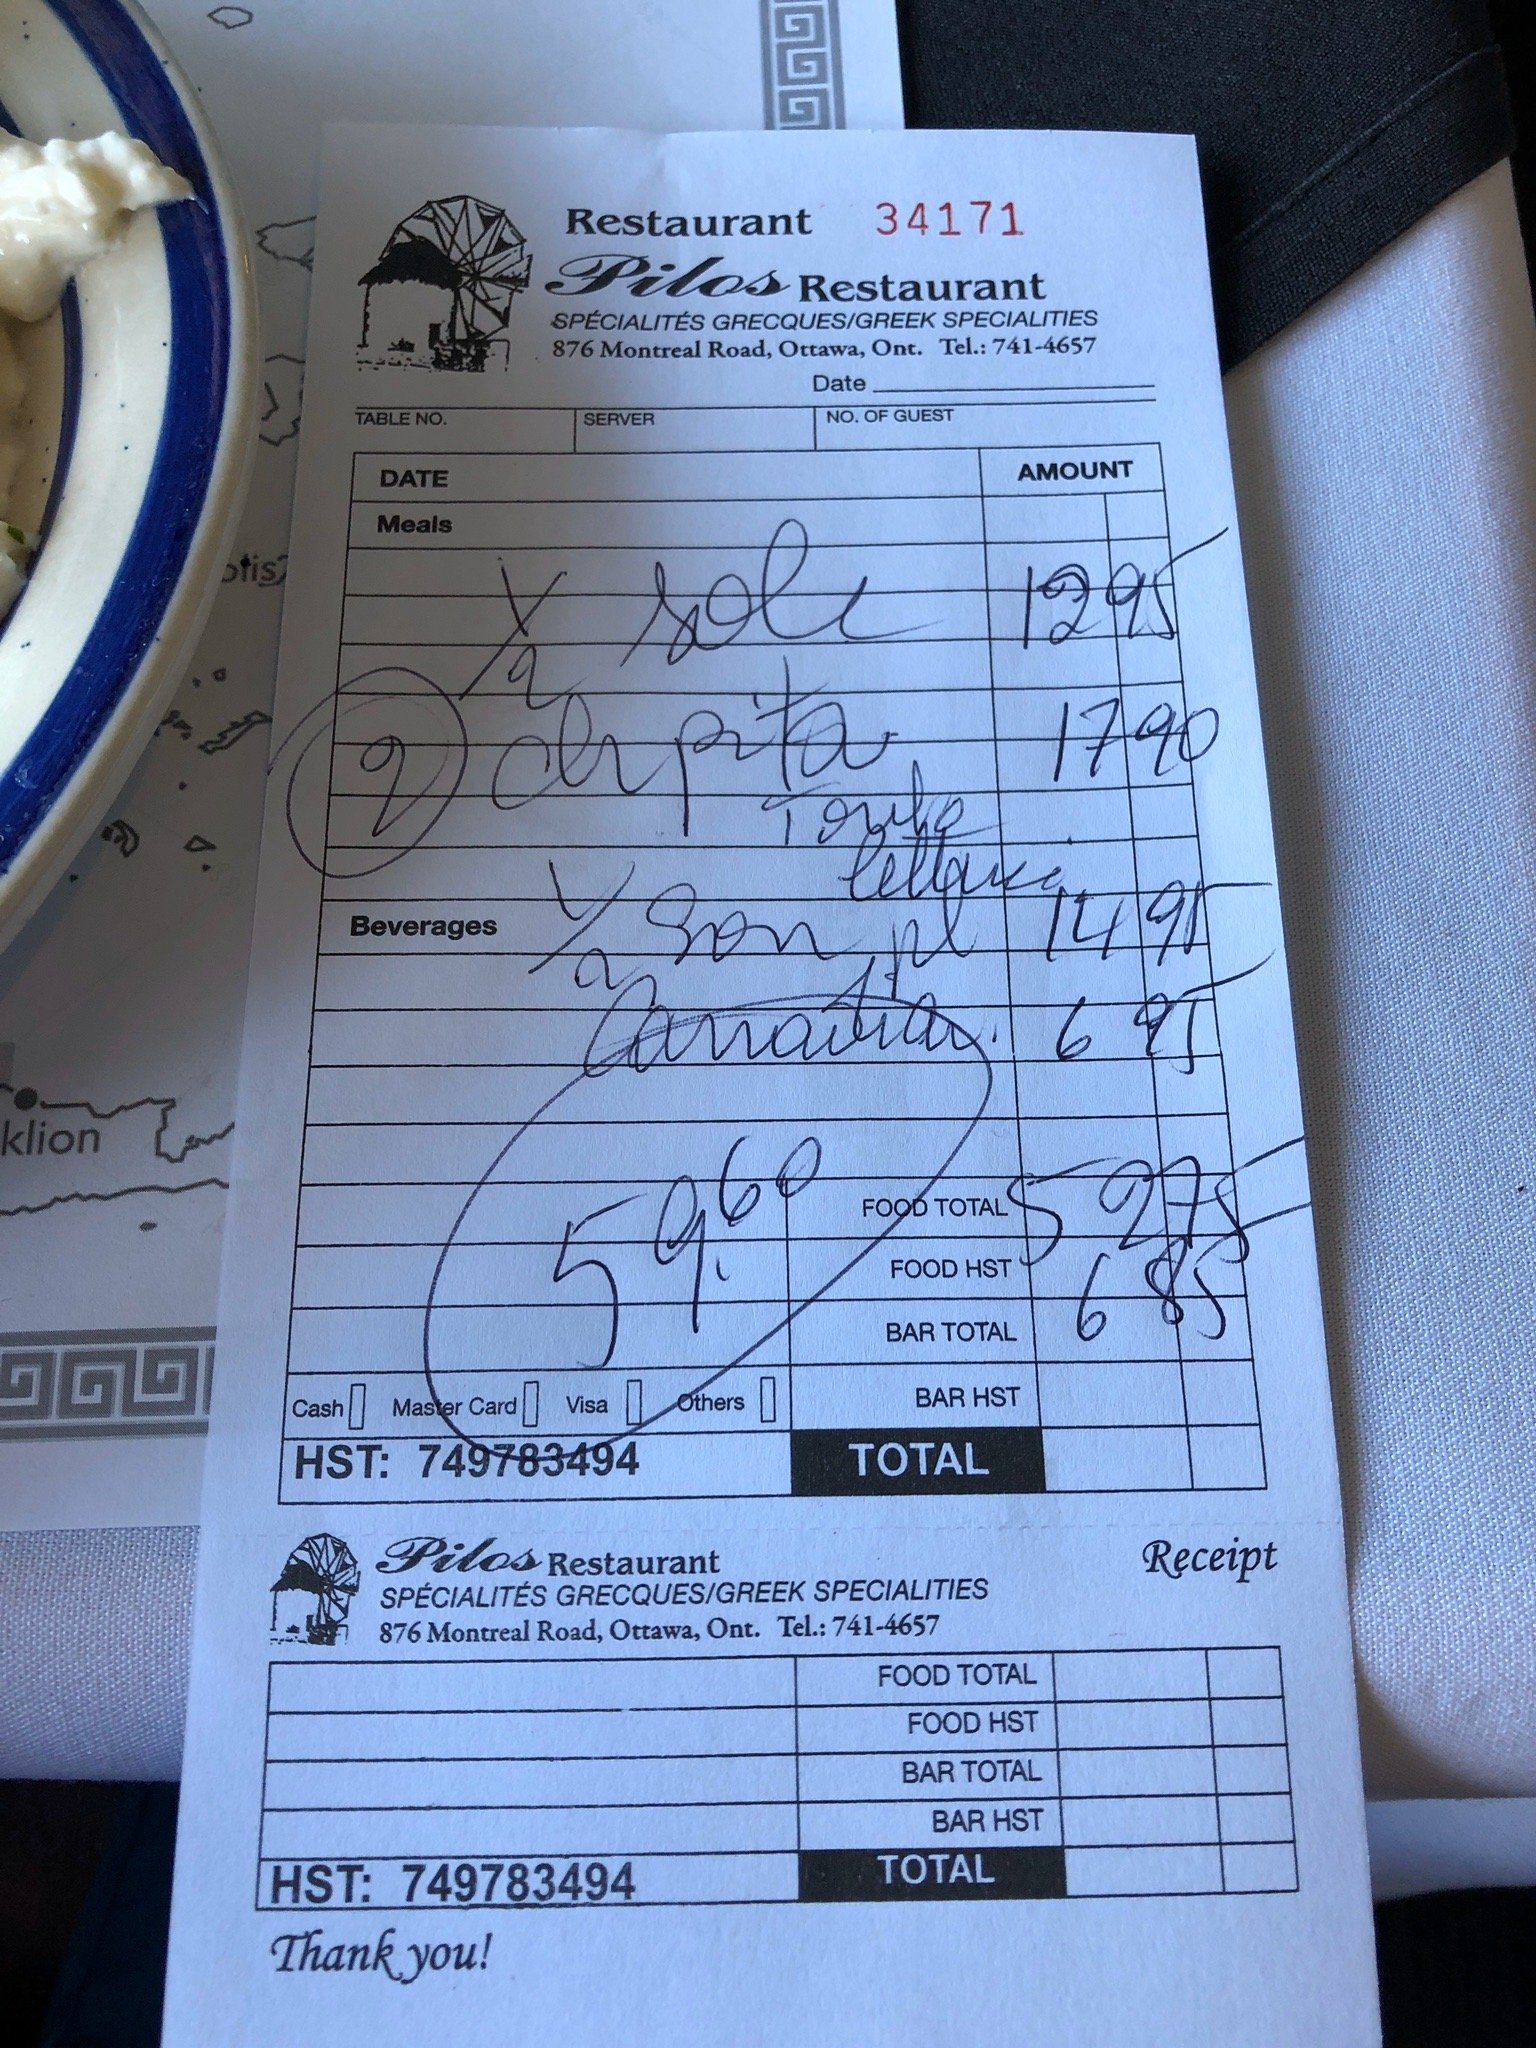 Restaurant 34171
Pilos Restaurant
SPÉCIALITÉS GRECQUES/GREEK SPECIALITIES
876 Montreal Road, Ottawa, Ont. Tel.: 741-4657
Date
TABLE NO. SERVER NO. OF GUEST
DATE AMOUNT
Meals
1/2 sole 12 95
2 ch pita 17 90
lettuce
Beverages 1/2 Son pl 14 95
6 95
59.60
FOOD TOTAL 52 75
FOOD HST 6 85
BAR TOTAL
Cash Master Card Visa Others BAR HST
HST: 749783494 TOTAL
Pilos Restaurant Receipt
SPÉCIALITÉS GRECQUES/GREEK SPECIALITIES
876 Montreal Road, Ottawa, Ont. Tel.: 741-4657
FOOD TOTAL
FOOD HST
BAR TOTAL
BAR HST
HST: 749783494 TOTAL
Thank you!
klion